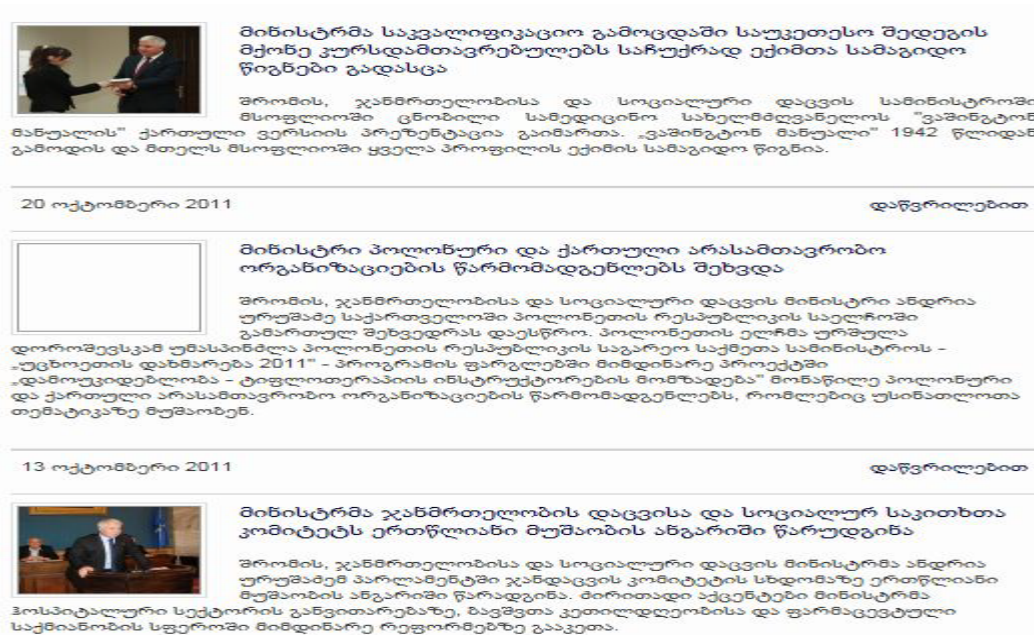 მინისტრმა საკვალიფიკაციო გამოცდაში საუკეთესო შედეგის
მქონე კურსდამთავრებულებს საჩუქრად ექიმთა სამაგიდო
წიგნები გადასცა
შრომის, ჯანმრთელობისა და სოციალური დაცვის სამინისტროში
მსოფლიოში ცნობილი სამედიცინო სახელმძღვანელოს "ვაშინგტონ
მანუალის" ქართული ვერსიის პრეზენტაცია გაიმართა. „ვაშინგტონ მანუალი" 1942 წლიდან
გამოდის და მთელს მსოფლიოში ყველა პროფილის ექიმის სამაგიდო წიგნია.
20 ოქტომბერი 2011 დაწვრილებით
მინისტრი პოლონური და ქართული არასამთავრობო
ორგანიზაციების წარმომადგენლებს შეხვდა
შრომის, ჯანმრთელობისა და სოციალური დაცვის მინისტრი ანდრია
ურუშაძე საქართველოში პოლონეთის რესპუბლიკის საელჩოში
გამართულ შეხვედრას დაესწრო. პოლონეთის ელჩმა ურშულა
დოროშევსკამ უმასპინძლა პოლონეთის რესპუბლიკის საგარეო საქმეთა სამინისტროს -
„უცხოეთის დახმარება 2011" - პროგრამის ფარგლებში მიმდინარე პროექტში
„დამოუკიდებლობა - ტიფლოთერაპიის ინსტრუქტორების მომზადება" მონაწილე პოლონური
და ქართული არასამთავრობო ორგანიზაციების წარმომადგენლებს, რომლებიც უსინათლოთა
თემატიკაზე მუშაობენ.
13 ოქტომბერი 2011 დაწვრილებით
მინისტრმა ჯანმრთელობის დაცვისა და სოციალურ საკითხთა
კომიტეტს ერთწლიანი მუშაობის ანგარიში წარუდგინა
შრომის, ჯანმრთელობისა და სოციალური დაცვის მინისტრმა ანდრია
ურუშაძემ პარლამენტში ჯანდაცვის კომიტეტის სხდომაზე ერთწლიანი
მუშაობის ანგარიში წარადგინა. ძირითადი აქცენტები მინისტრმა
ჰოსპიტალური სექტორის განვითარებაზე, ბავშვთა კეთილდღეობისა და ფარმაცევტული
საქმიანობის სფეროში მიმდინარე რეფორმებზე გააკეთა.